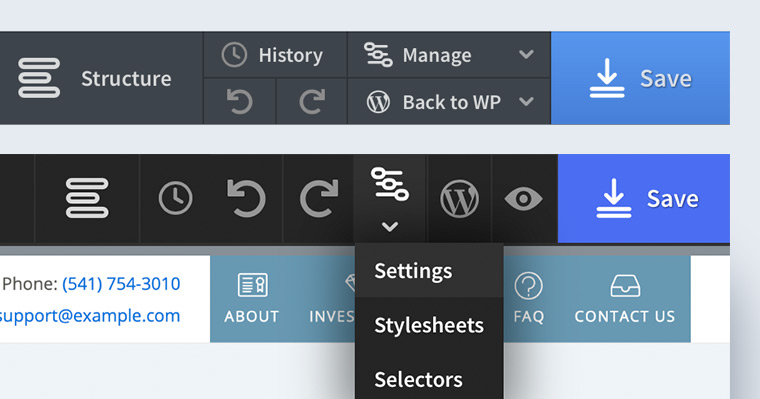 Structure
History
Manage
Back to WP
Save
Save
Settings
Stylesheets
Selectors
Phone: (541) 754-3010
support@example.com
ABOUT
FAQ
CONTACT US